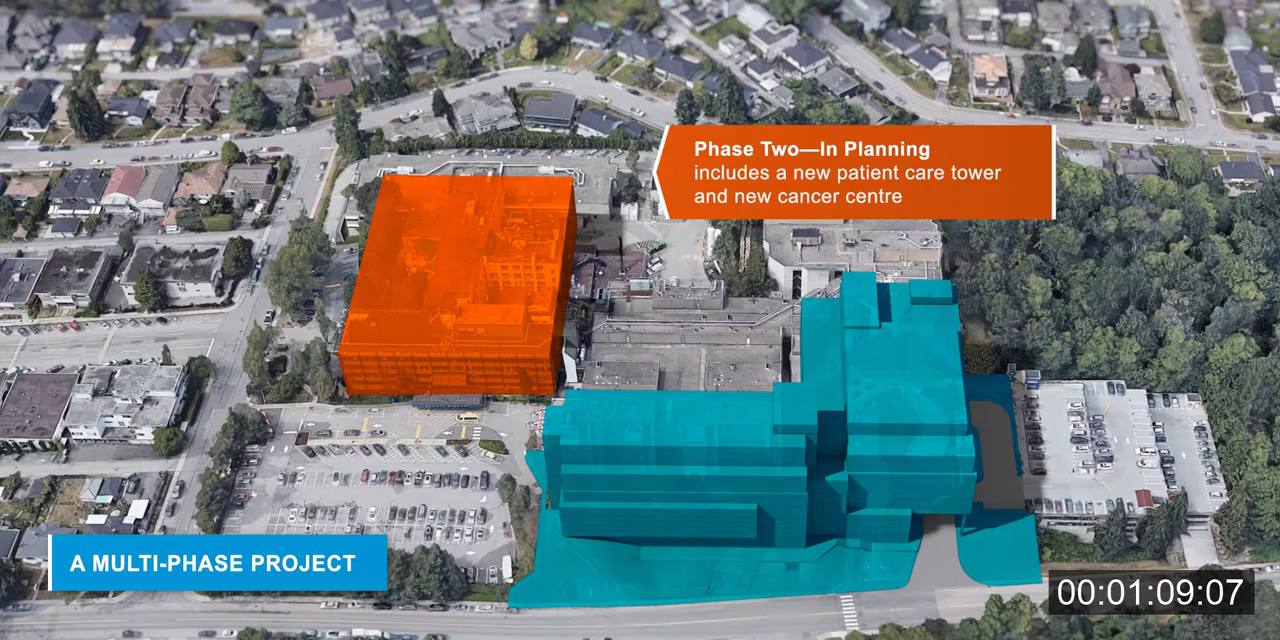 Phase Two—In Planning
includes a new patient care tower
and new cancer centre
A MULTI-PHASE PROJECT
00:01:09:07